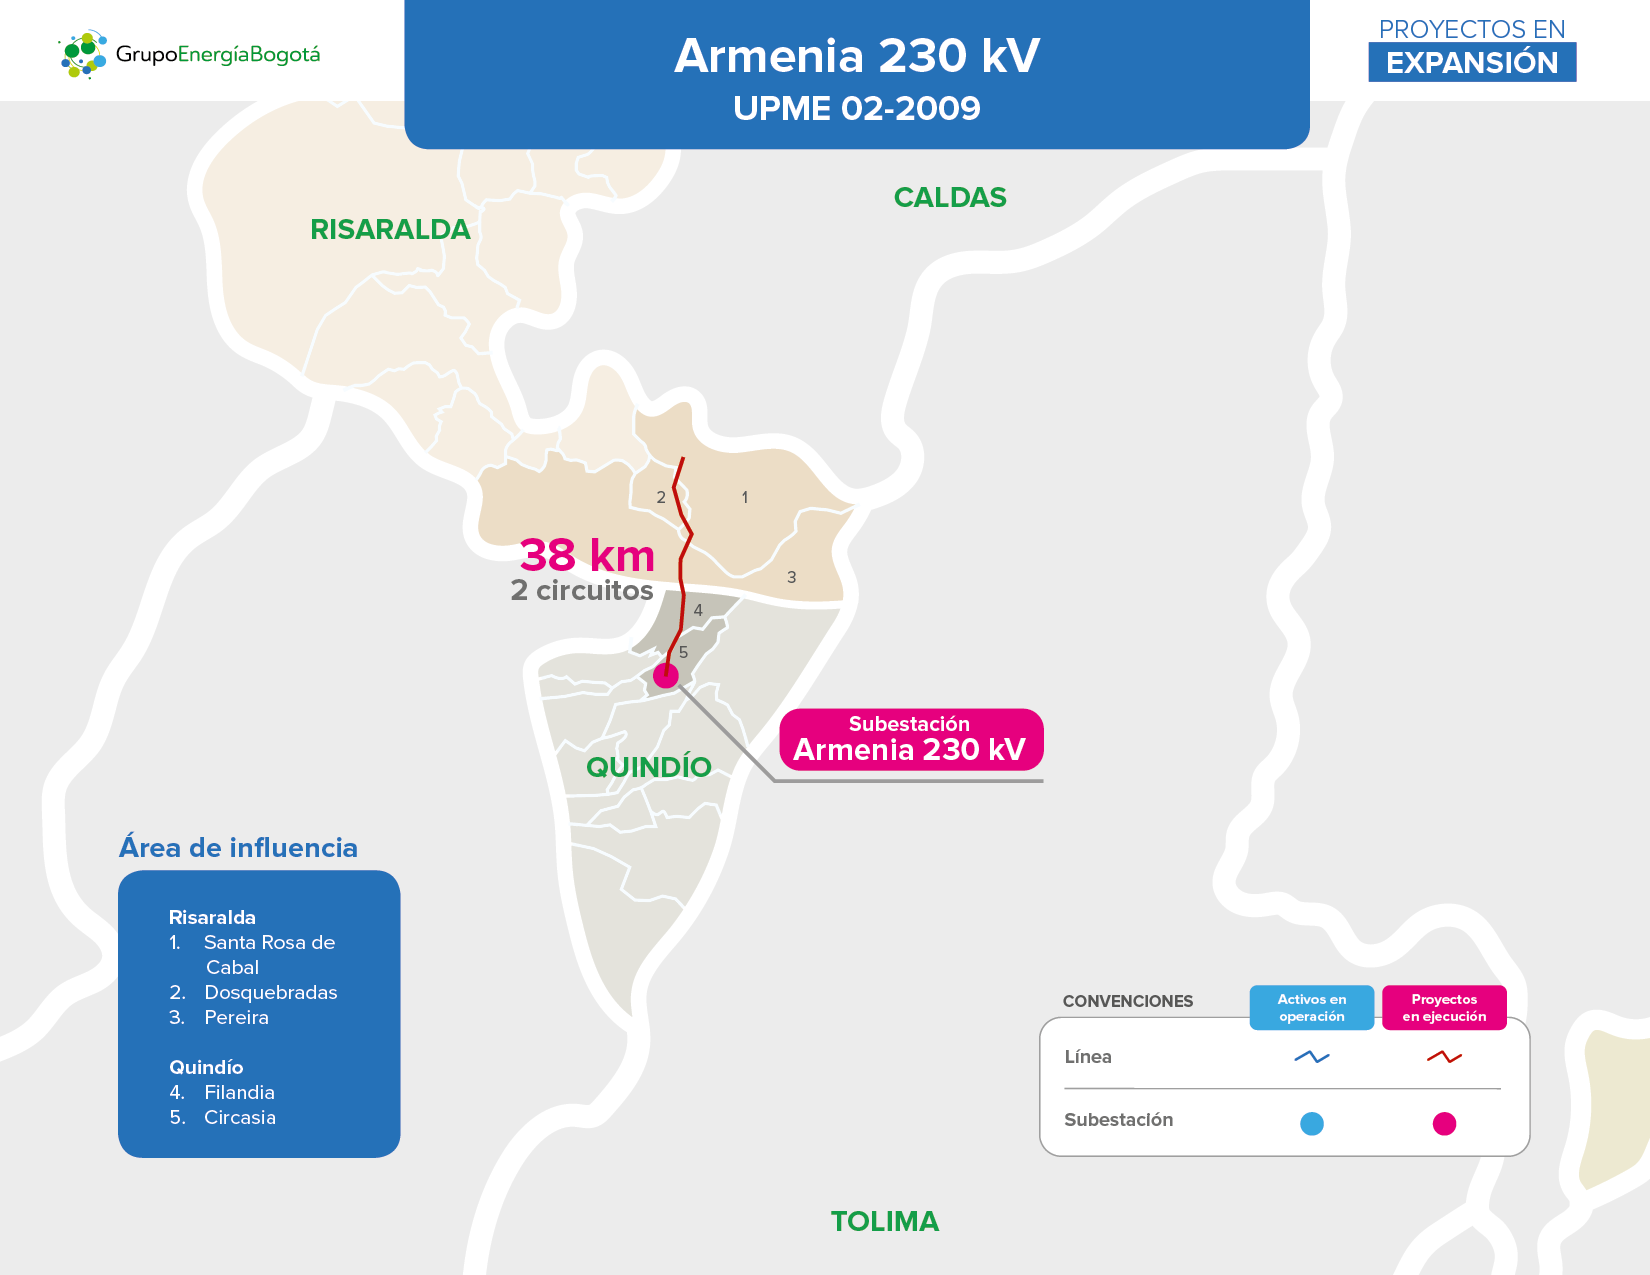 GrupoEnergíaBogotá
Armenia 230 kV
UPME 02-2009
PROYECTOS EN
EXPANSIÓN
CALDAS
RISARALDA
2
1
38 km
2 circuitos
3
4
5
Subestación
Armenia 230 kV
QUINDÍO
Área de influencia
Risaralda
1. Santa Rosa de
Cabal
2. Dosquebradas
3. Pereira
Quindío
4. Filandia
5. Circasia
CONVENCIONES
Activos en
operación
Proyectos
en ejecución
Línea
Subestación
TOLIMA